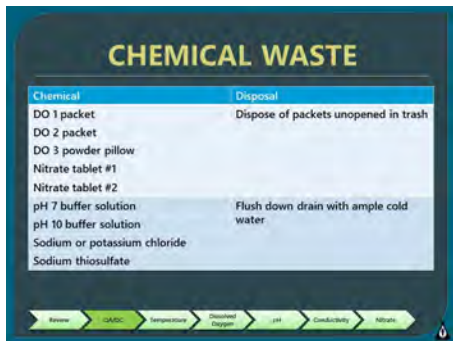 CHEMICAL WASTE
Chemical Disposal
DO 1 packet Dispose of packets unopened in trash
DO 2 packet
DO 3 powder pillow
Nitrate tablet #1
Nitrate tablet #2
pH 7 buffer solution Flush down drain with ample cold
water
pH 10 buffer solution
Sodium or potassium chloride
Sodium thiosulfate
Review QA/QC Temperature Dissolved Oxygen pH Conductivity Nitrate